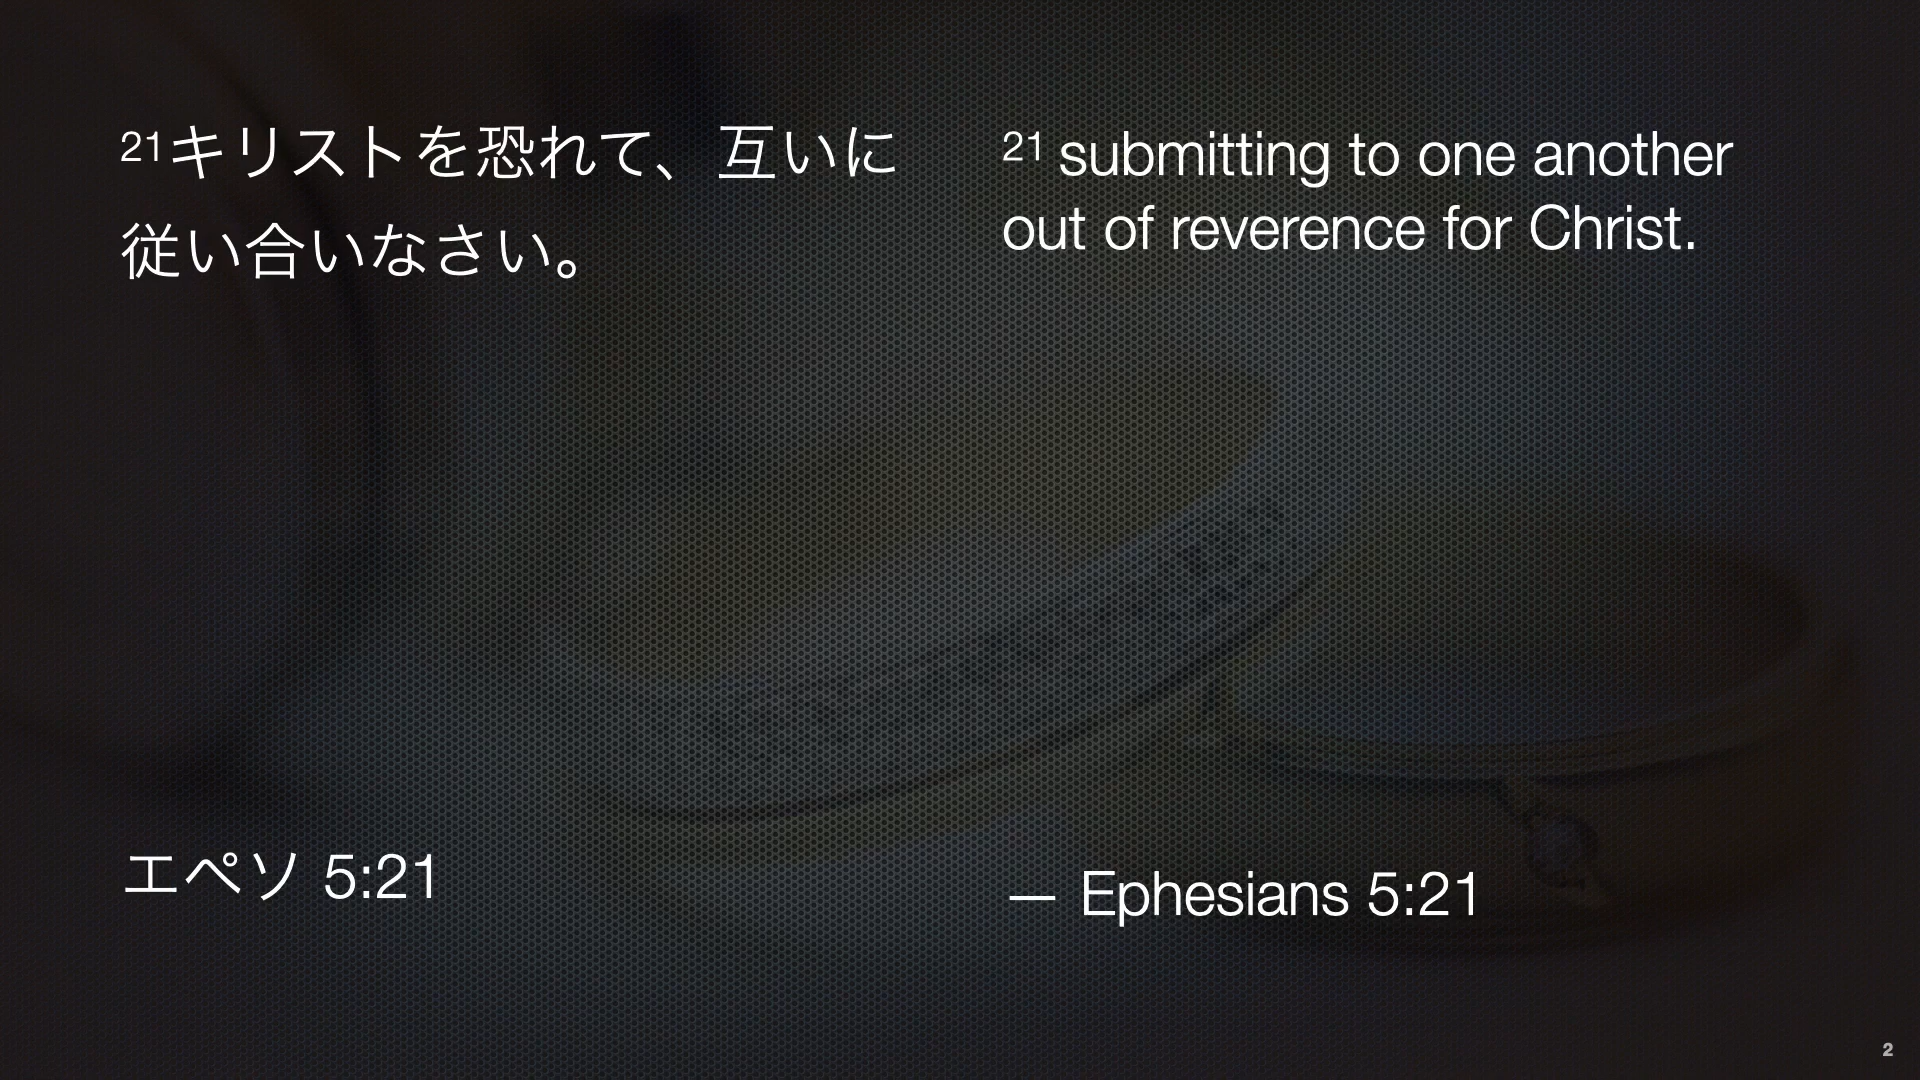 21キリストを恐れて、互いに
従い合いなさい。
エペソ 5:21
21 submitting to one another
out of reverence for Christ.
— Ephesians 5:21
2